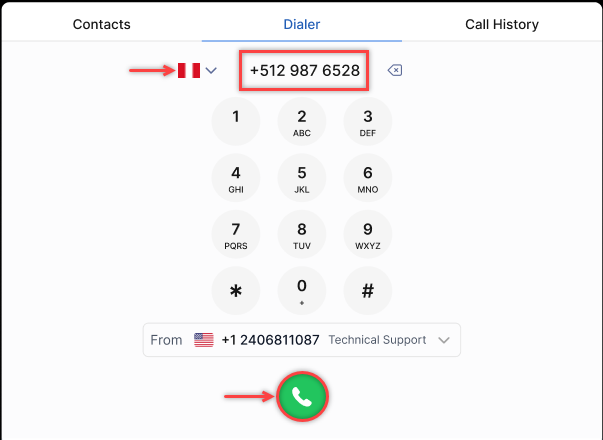 Contacts Dialer Call History
+512 987 6528
1 2 3
ABC DEF
4 5 6
GHI JKL MNO
7 8 9
PQRS TUV WXYZ
* 0 #
+
From +1 2406811087 Technical Support